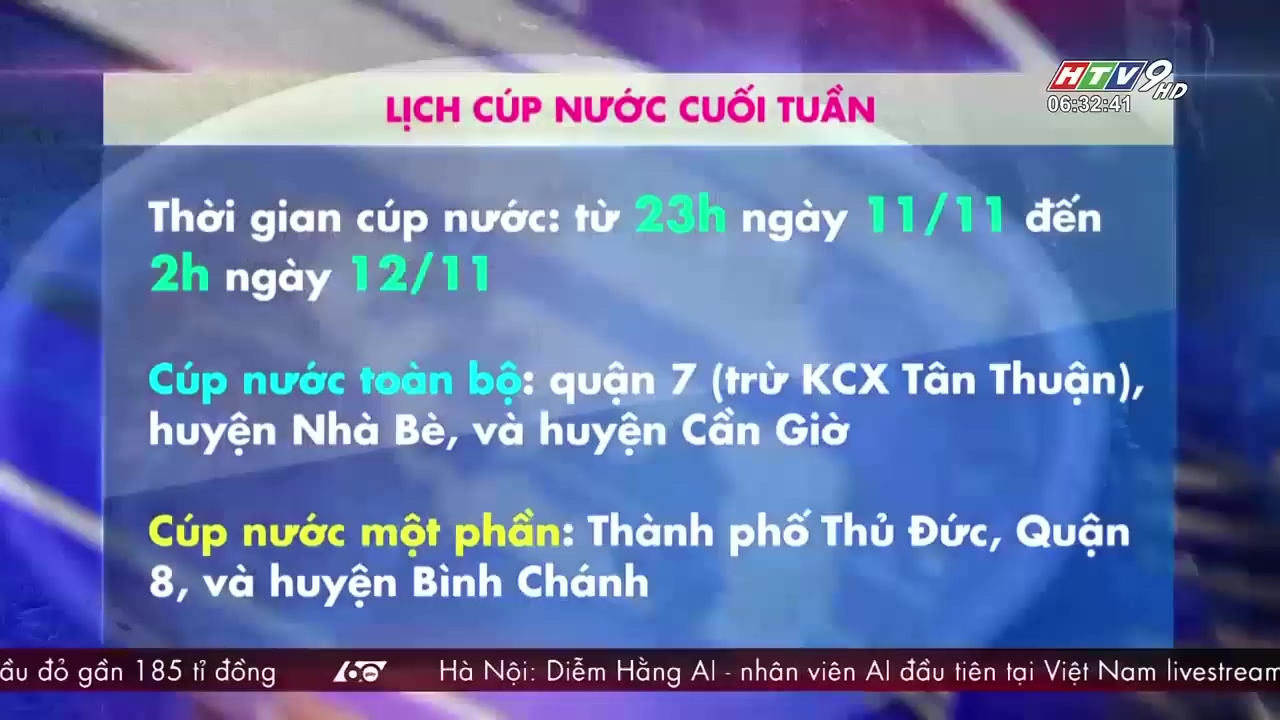 HTV9 HD
06:32:41
LỊCH CÚP NƯỚC CUỐI TUẦN
Thời gian cúp nước: từ 23h ngày 11/11 đến
2h ngày 12/11
Cúp nước toàn bộ: quận 7 (trừ KCX Tân Thuận),
huyện Nhà Bè, và huyện Cần Giờ
Cúp nước một phần: Thành phố Thủ Đức, Quận
8, và huyện Bình Chánh
ầu đỏ gần 185 tỉ đồng 60 Hà Nội: Diễm Hằng AI - nhân viên AI đầu tiên tại Việt Nam livestream